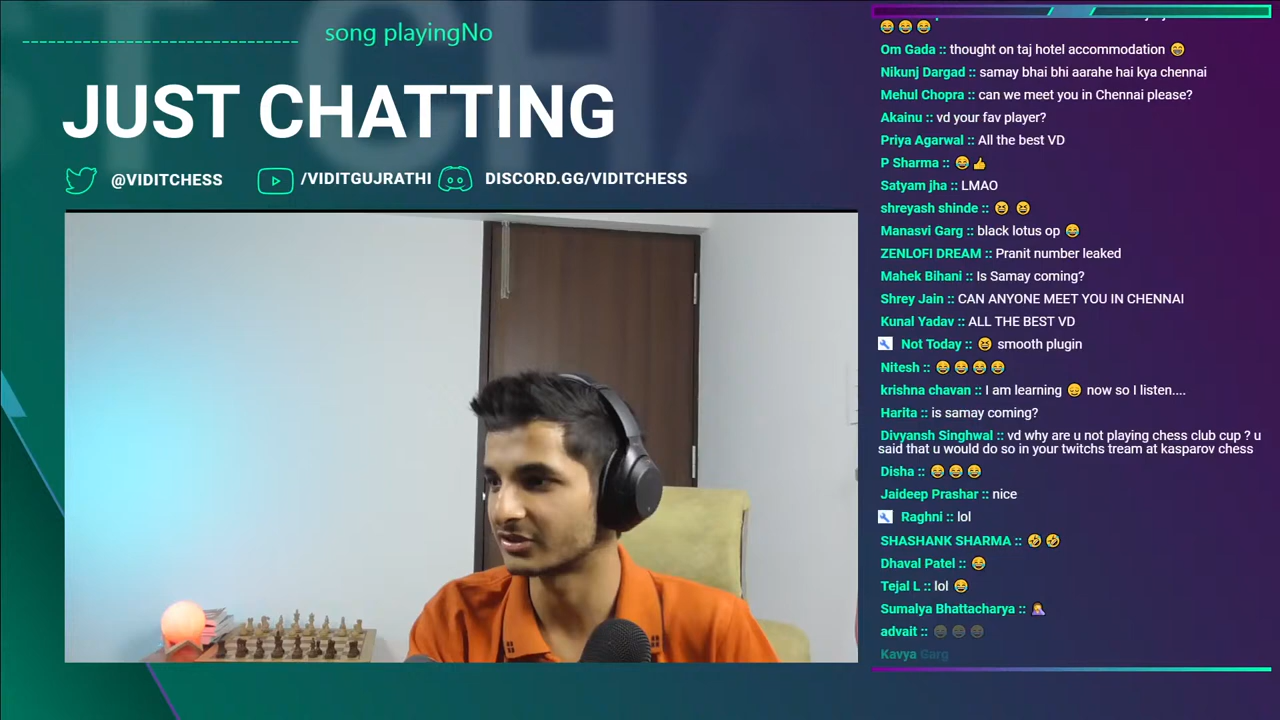 song playingNo
JUST CHATTING
@VIDITCHESS /VIDITGUJRATHI DISCORD.GG/VIDITCHESS
😂 😂 😂
Om Gada :: thought on taj hotel accommodation 😁
Nikunj Dargad :: samay bhai bhi aarahe hai kya chennai
Mehul Chopra :: can we meet you in Chennai please?
Akainu :: vd your fav player?
Priya Agarwal :: All the best VD
P Sharma :: 😂 👍
Satyam jha :: LMAO
shreyash shinde :: 😆 😆
Manasvi Garg :: black lotus op 😂
ZENLOFI DREAM :: Pranit number leaked
Mahek Bihani :: Is Samay coming?
Shrey Jain :: CAN ANYONE MEET YOU IN CHENNAI
Kunal Yadav :: ALL THE BEST VD
Not Today :: 😆 smooth plugin
Nitesh :: 😂 😂 😂 😂
krishna chavan :: I am learning 😔 now so I listen....
Harita :: is samay coming?
Divyansh Singhwal :: vd why are u not playing chess club cup ? u
said that u would do so in your twitchs tream at kasparov chess
Disha :: 😂 😂 😂
Jaideep Prashar :: nice
Raghni :: lol
SHASHANK SHARMA :: 🤣 🤣
Dhaval Patel :: 😂
Tejal L :: lol 😂
Sumalya Bhattacharya :: 🤦‍♀️
advait :: 😂 😂 😂
Kavya Garg